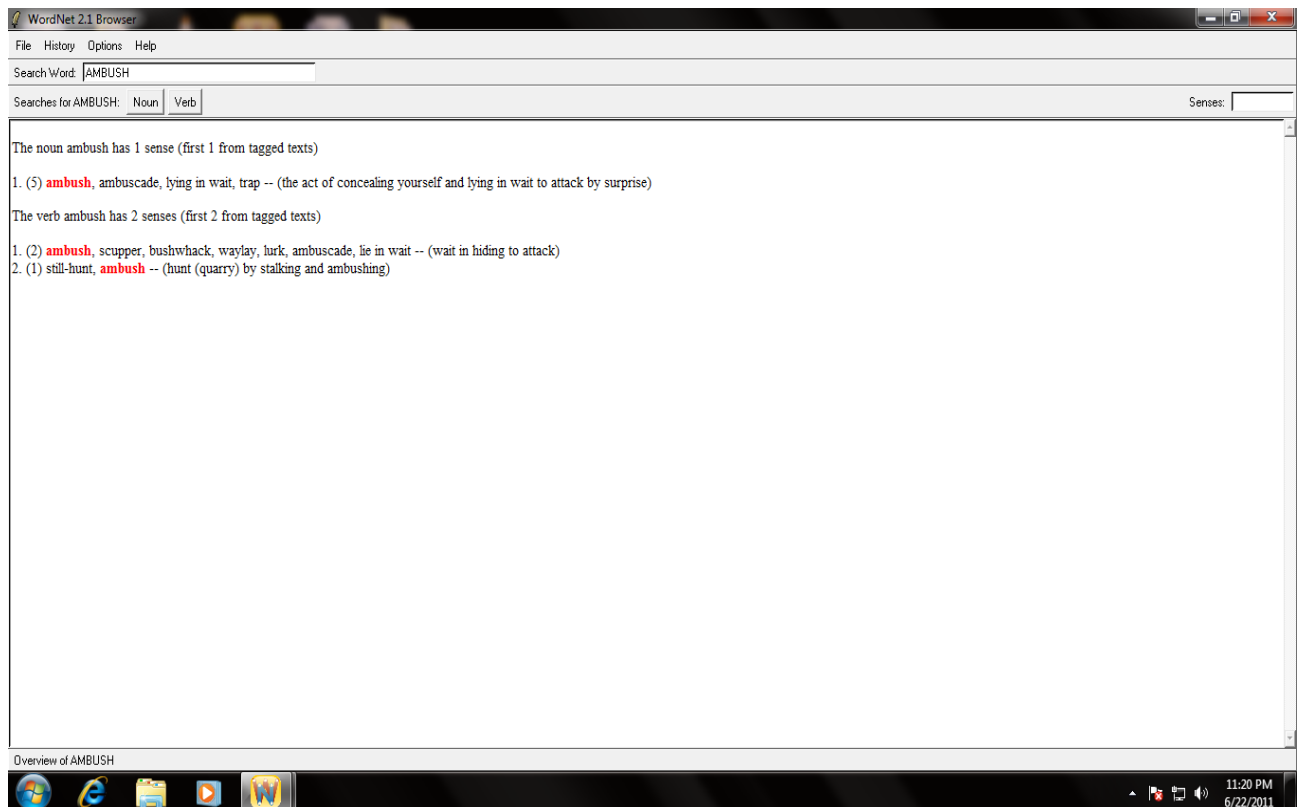 WordNet 2.1 Browser
File History Options Help
Search Word: AMBUSH
Searches for AMBUSH: Noun Verb Senses:
The noun ambush has 1 sense (first 1 from tagged texts)
1. (5) ambush, ambuscade, lying in wait, trap -- (the act of concealing yourself and lying in wait to attack by surprise)
The verb ambush has 2 senses (first 2 from tagged texts)
1. (2) ambush, scupper, bushwhack, waylay, lurk, ambuscade, lie in wait -- (wait in hiding to attack)
2. (1) still-hunt, ambush -- (hunt (quarry) by stalking and ambushing)
Overview of AMBUSH
W
11:20 PM
6/22/2011